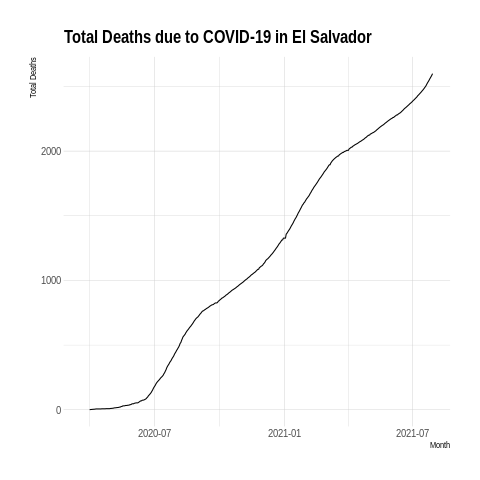 Total Deaths due to COVID-19 in El Salvador
Total Deaths
2000
1000
0
2020-07
2021-01
2021-07
Month